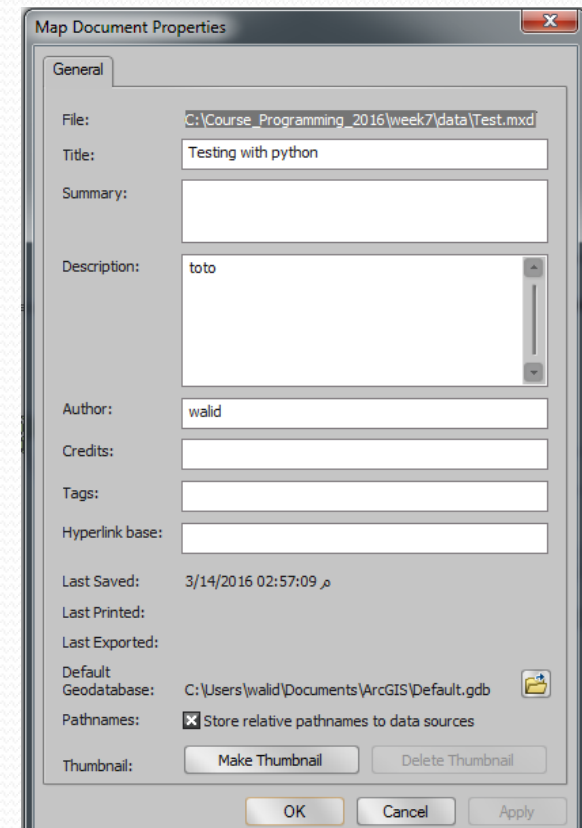 Map Document Properties
General
File: C:\Course_Programming_2016\week7\data\Test.mxd
Title: Testing with python
Summary:
Description: toto
Author: walid
Credits:
Tags:
Hyperlink base:
Last Saved: 3/14/2016 02:57:09 م
Last Printed:
Last Exported:
Default
Geodatabase: C:\Users\walid\Documents\ArcGIS\Default.gdb
Pathnames: Store relative pathnames to data sources
Thumbnail: Make Thumbnail Delete Thumbnail
OK Cancel Apply